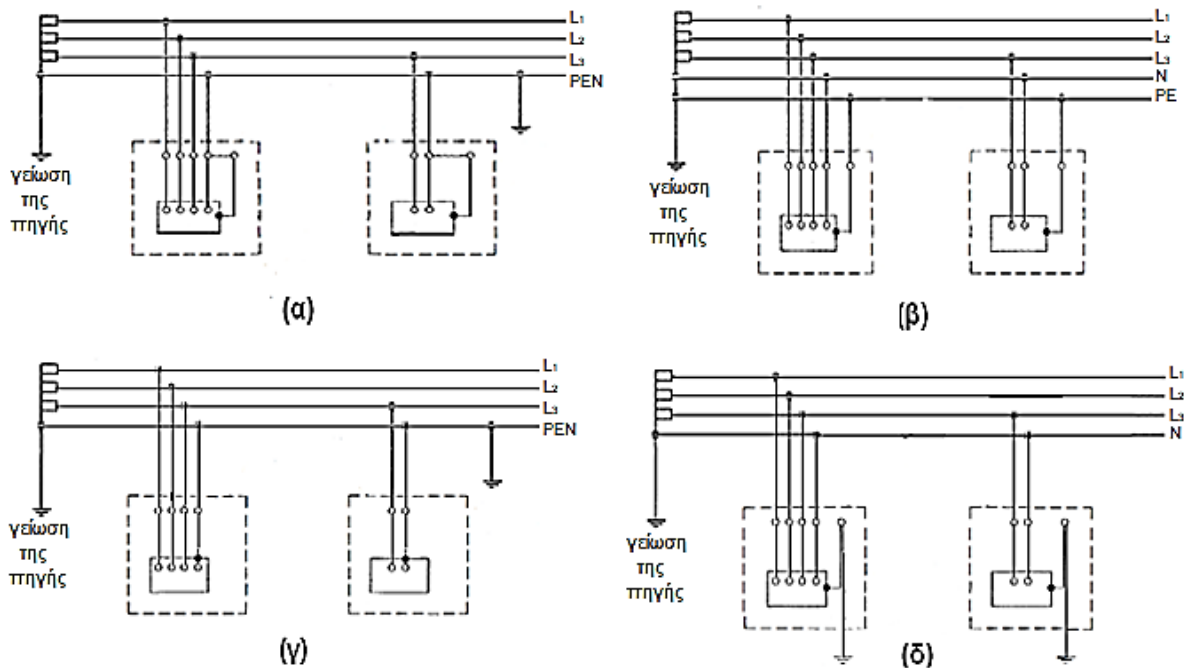 L₁
L₂
L₃
PEN
γείωση
της
πηγής
(α)
L₁
L₂
L₃
N
PE
γείωση
της
πηγής
(β)
L₁
L₂
L₃
PEN
γείωση
της
πηγής
(γ)
L₁
L₂
L₃
N
γείωση
της
πηγής
(δ)